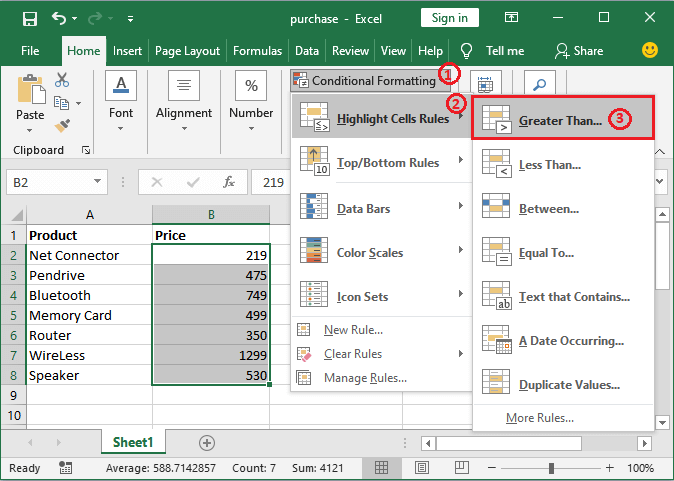 purchase - Excel
Sign in
File Home Insert Page Layout Formulas Data Review View Help Tell me Share
Paste
Clipboard
A
Font
Alignment
%
Number
Conditional Formatting 1
Highlight Cells Rules 2
Top/Bottom Rules
10
Data Bars
Color Scales
Icon Sets
New Rule...
Clear Rules
Manage Rules...
Greater Than... 3
Less Than...
Between...
Equal To...
Text that Contains...
ab
A Date Occurring...
Duplicate Values...
More Rules...
B2 fx 219
A B
1 Product Price
2 Net Connector 219
3 Pendrive 475
4 Bluetooth 749
5 Memory Card 499
6 Router 350
7 WireLess 1299
8 Speaker 530
9
10
Sheet1
Ready Average: 588.7142857 Count: 7 Sum: 4121 100%